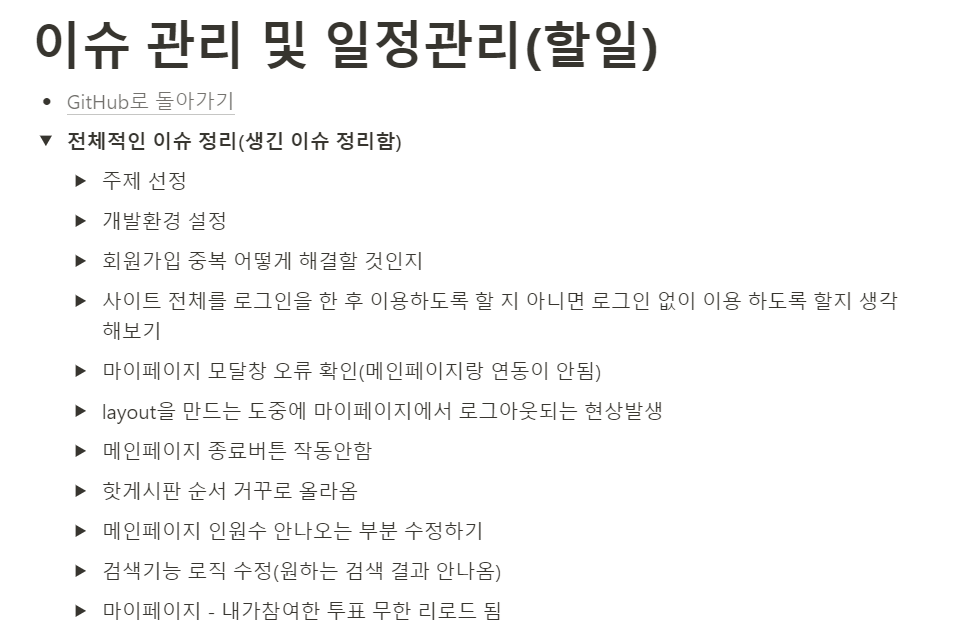 이슈 관리 및 일정관리(할일)
GitHub로 돌아가기
전체적인 이슈 정리(생긴 이슈 정리함)
주제 선정
개발환경 설정
회원가입 중복 어떻게 해결할 것인지
사이트 전체를 로그인을 한 후 이용하도록 할 지 아니면 로그인 없이 이용 하도록 할지 생각
해보기
마이페이지 모달창 오류 확인(메인페이지랑 연동이 안됨)
layout을 만드는 도중에 마이페이지에서 로그아웃되는 현상발생
메인페이지 종료버튼 작동안함
핫게시판 순서 거꾸로 올라옴
메인페이지 인원수 안나오는 부분 수정하기
검색기능 로직 수정(원하는 검색 결과 안나옴)
마이페이지 - 내가참여한 투표 무한 리로드 됨